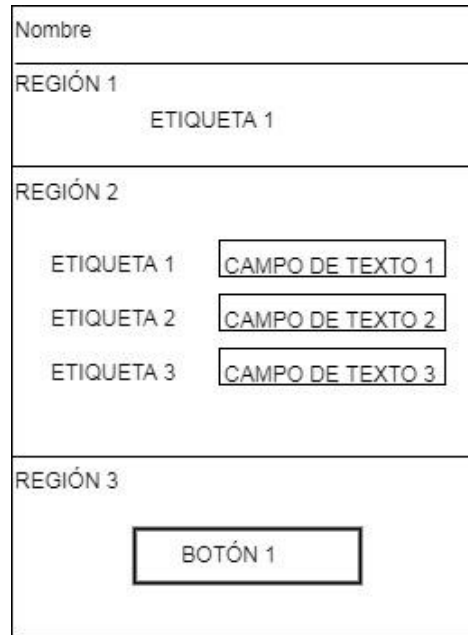 Nombre
REGIÓN 1
ETIQUETA 1
REGIÓN 2
ETIQUETA 1 CAMPO DE TEXTO 1
ETIQUETA 2 CAMPO DE TEXTO 2
ETIQUETA 3 CAMPO DE TEXTO 3
REGIÓN 3
BOTÓN 1